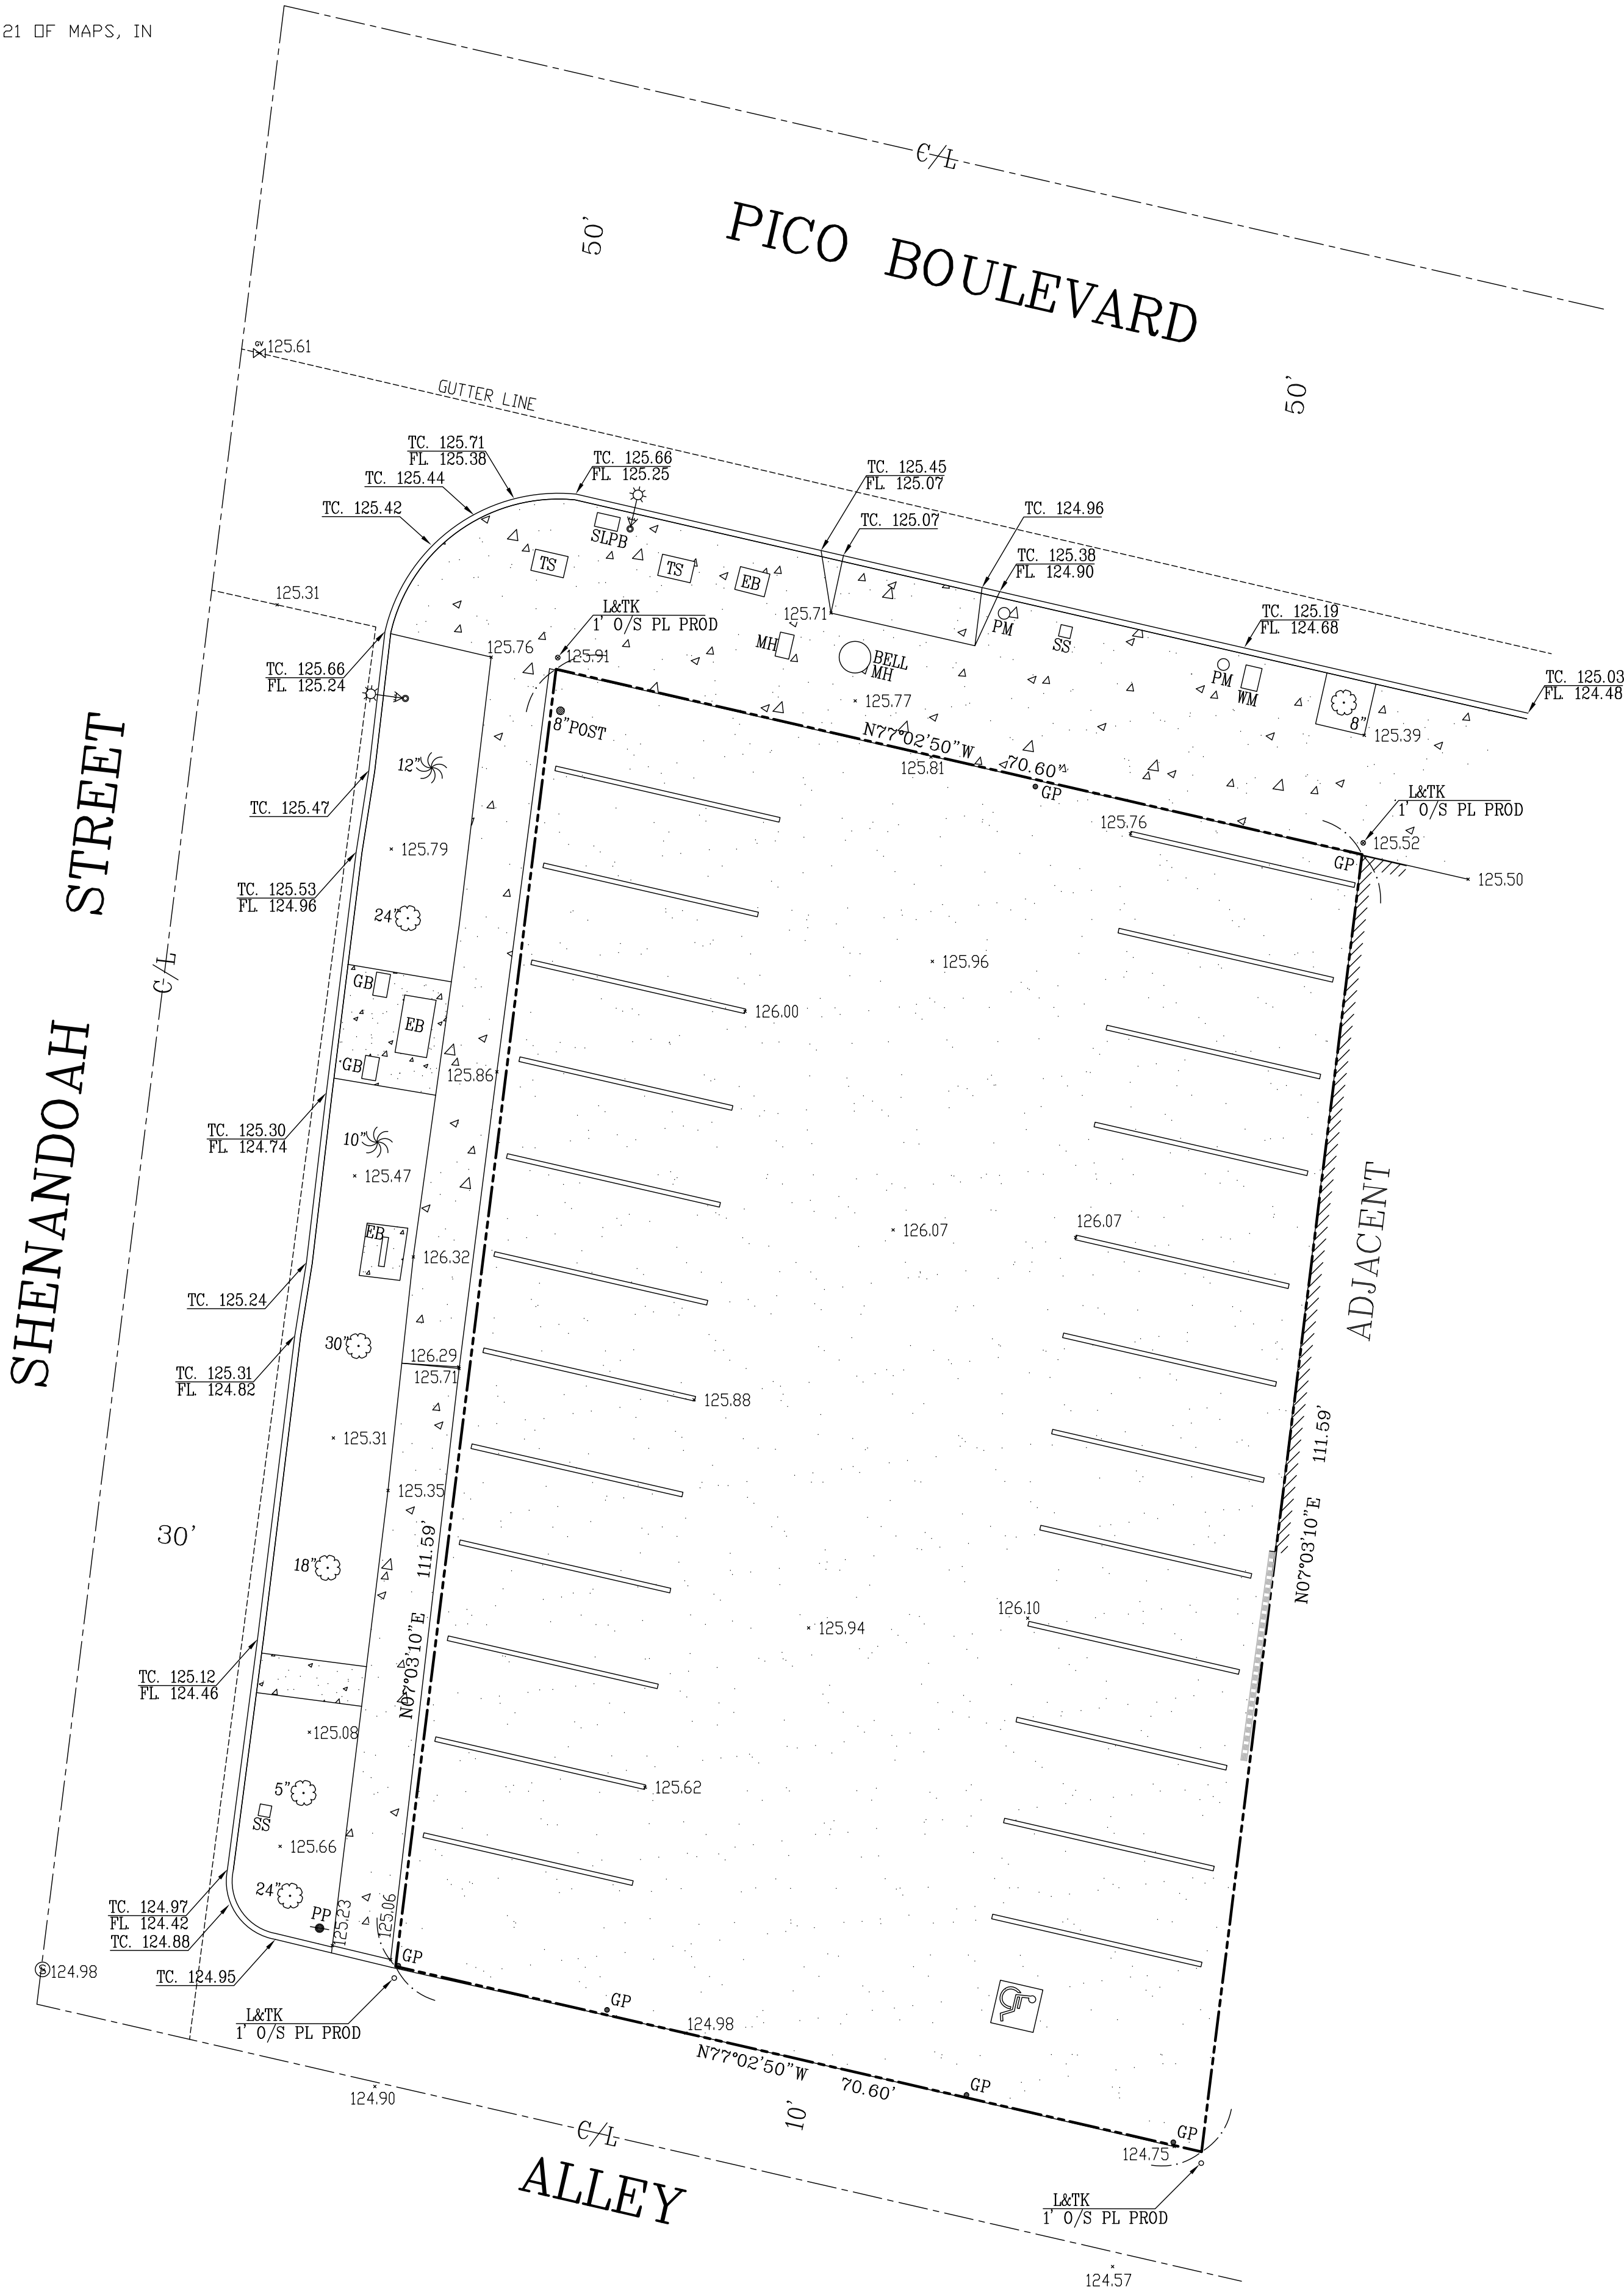 21 OF MAPS, IN
C/L
50'
PICO BOULEVARD
GV 125.61
50'
GUTTER LINE
TC. 125.71
FL. 125.38
TC. 125.66
FL. 125.25
TC. 125.44
TC. 125.42
TC. 125.45
FL. 125.07
TC. 125.07
TC. 124.96
TC. 125.38
FL. 124.90
SLPB
TS
TS
EB
125.31
L&TK
1' O/S PL PROD
125.71
PM
SS
TC. 125.19
FL. 124.68
MH
BELL
MH
125.76
125.91
TC. 125.66
FL. 125.24
PM
WM
TC. 125.03
FL. 124.48
8"
125.39
125.77
8"POST
N77°02'50"W
70.60"
125.81
GP
12"
STREET
TC. 125.47
L&TK
1' O/S PL PROD
125.76
125.79
125.52
GP
125.50
TC. 125.53
FL. 124.96
24"
125.96
C/L
GB
EB
126.00
GB
125.86
SHENANDOAH
TC. 125.30
FL. 124.74
10"
125.47
ADJACENT
126.07
126.07
EB
126.32
TC. 125.24
30"
126.29
125.71
TC. 125.31
FL. 124.82
125.88
125.31
111.59'
125.35
30'
111.59'
N07°03'10"E
18"
N07°03'10"E
126.10
125.94
TC. 125.12
FL. 124.46
125.08
5"
125.62
SS
125.66
24"
TC. 124.97
FL. 124.42
PP
125.23
125.06
TC. 124.88
GP
S 124.98
TC. 124.95
GP
L&TK
1' O/S PL PROD
124.98
N77°02'50"W
70.60'
GP
124.90
10'
C/L
GP
124.75
ALLEY
L&TK
1' O/S PL PROD
124.57